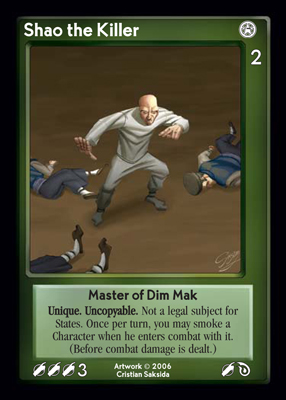 Shao the Killer
2
Master of Dim Mak
Unique. Uncopyable. Not a legal subject for
States. Once per turn, you may smoke a
Character when he enters combat with it.
(Before combat damage is dealt.)
3
Artwork © 2006
Cristian Saksida